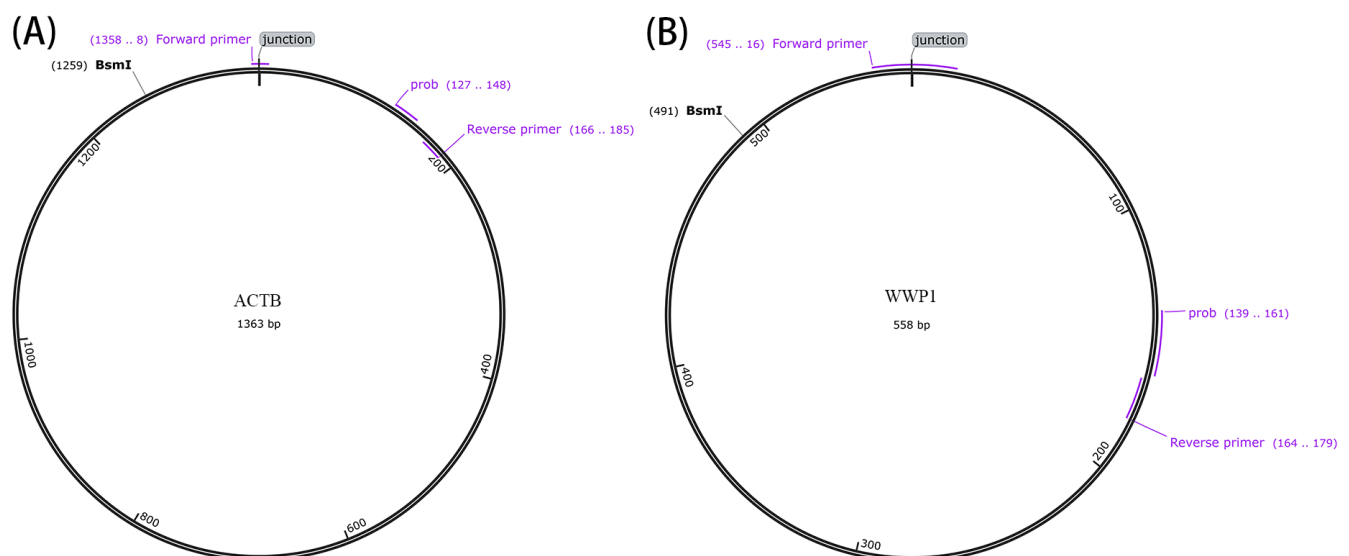 (A)
(1358 .. 8) Forward primer
junction
(1259) BsmI
prob (127 .. 148)
Reverse primer (166 .. 185)
200
400
600
800
1000
1200
ACTB
1363 bp
(B)
(545 .. 16) Forward primer
junction
(491) BsmI
500
100
prob (139 .. 161)
Reverse primer (164 .. 179)
200
300
400
WWP1
558 bp